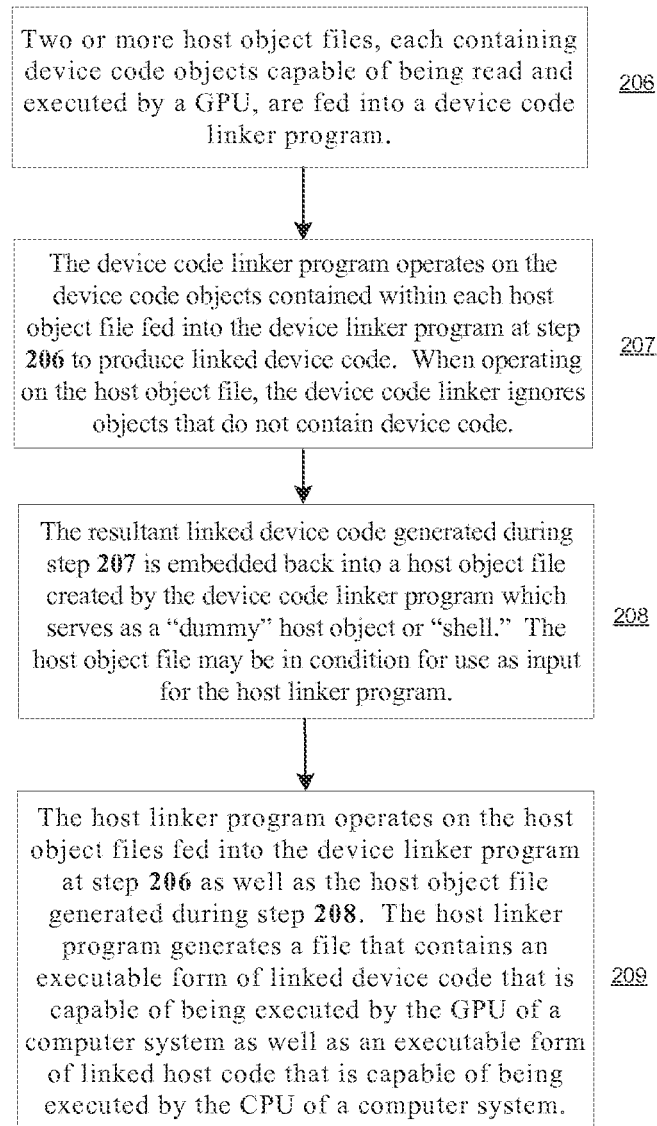 Two or more host object files, each containing
device code objects capable of being read and
executed by a GPU, are fed into a device code
linker program.
206
The device code linker program operates on the
device code objects contained within each host
object file fed into the device linker program at step
206 to produce linked device code. When operating
on the host object file, the device code linker ignores
objects that do not contain device code.
207
The resultant linked device code generated during
step 207 is embedded back into a host object file
created by the device code linker program which
serves as a “dummy” host object or “shell.” The
host object file may be in condition for use as input
for the host linker program.
208
The host linker program operates on the host
object files fed into the device linker program
at step 206 as well as the host object file
generated during step 208. The host linker
program generates a file that contains an
executable form of linked device code that is
capable of being executed by the GPU of a
computer system as well as an executable form
of linked host code that is capable of being
executed by the CPU of a computer system.
209